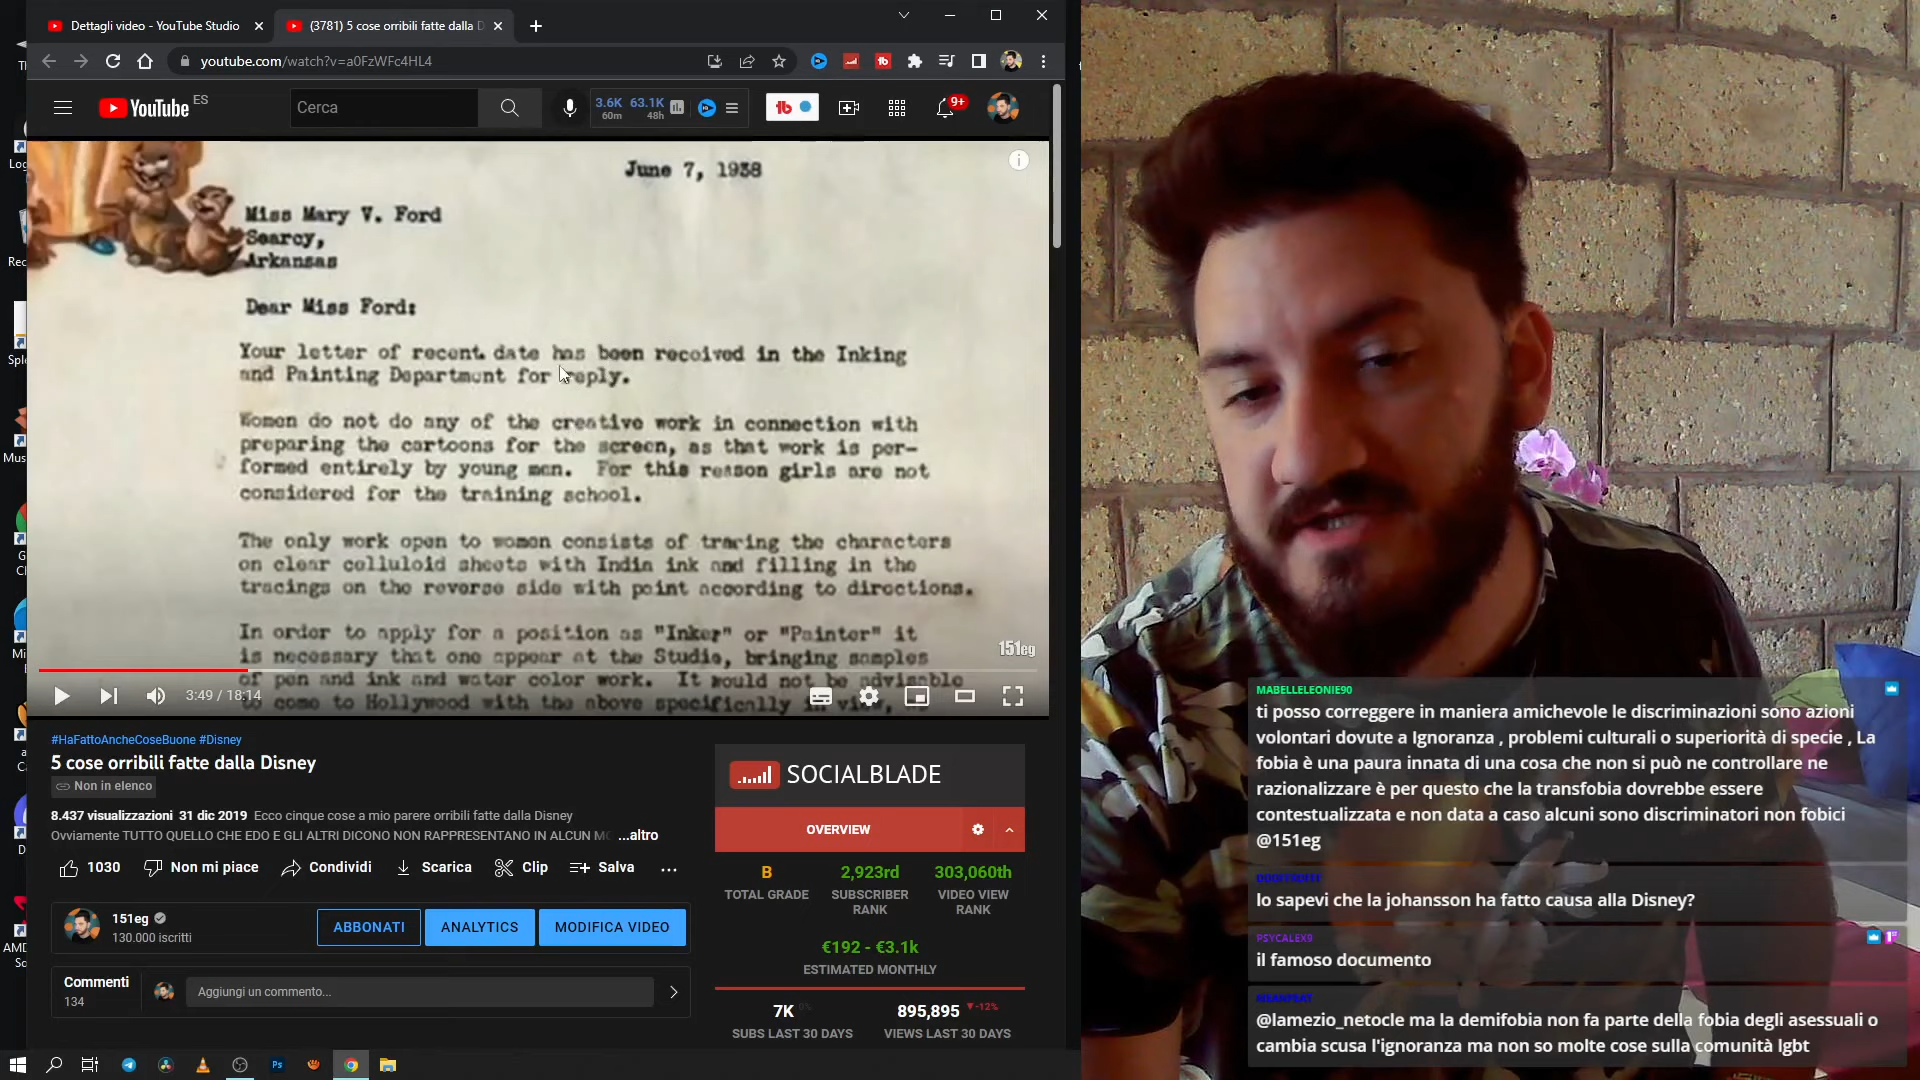 Dettagli video - YouTube Studio
(3781) 5 cose orribili fatte dalla D
youtube.com/watch?v=a0FzWFc4HL4
YouTube ES
Cerca
3.6K 63.1K
60m 48h
9+
June 7, 1938
Miss Mary V. Ford
Searcy,
Arkansas
Dear Miss Ford:
Your letter of recent date has been received in the Inking
and Painting Department for reply.
Women do not do any of the creative work in connection with
preparing the cartoons for the screen, as that work is per-
formed entirely by young men. For this reason girls are not
considered for the training school.
The only work open to women consists of tracing the characters
on clear celluloid sheets with India ink and filling in the
tracings on the reverse side with paint according to directions.
In order to apply for a position as "Inker" or "Painter" it
is necessary that one appear at the Studio, bringing samples
of pen and ink and water color work. It would not be advisable
to come to Hollywood with the above specifically in view, as
151eg
3:49 / 18:14
#HaFattoAncheCoseBuone #Disney
5 cose orribili fatte dalla Disney
Non in elenco
8.437 visualizzazioni 31 dic 2019 Ecco cinque cose a mio parere orribili fatte dalla Disney
Ovviamente TUTTO QUELLO CHE EDO E GLI ALTRI DICONO NON RAPPRESENTANO IN ALCUN MO ...altro
1030 Non mi piace Condividi Scarica Clip Salva ...
151eg
130.000 iscritti
ABBONATI
ANALYTICS
MODIFICA VIDEO
Commenti
134
Aggiungi un commento...
SOCIALBLADE
OVERVIEW
B 2,923rd 303,060th
TOTAL GRADE SUBSCRIBER RANK VIDEO VIEW RANK
€192 - €3.1k
ESTIMATED MONTHLY
7K 0% 895,895 -12%
SUBS LAST 30 DAYS VIEWS LAST 30 DAYS
MABELLELEONIE90
ti posso correggere in maniera amichevole le discriminazioni sono azioni
volontari dovute a Ignoranza , problemi culturali o superiorità di specie , La
fobia è una paura innata di una cosa che non si può ne controllare ne
razionalizzare è per questo che la transfobia dovrebbe essere
contestualizzata e non data a caso alcuni sono discriminatori non fobici
@151eg
lo sapevi che la johansson ha fatto causa alla Disney?
PSYCALEX9
il famoso documento
@lamezio_netocle ma la demifobia non fa parte della fobia degli asessuali o
cambia scusa l'ignoranza ma non so molte cose sulla comunità lgbt